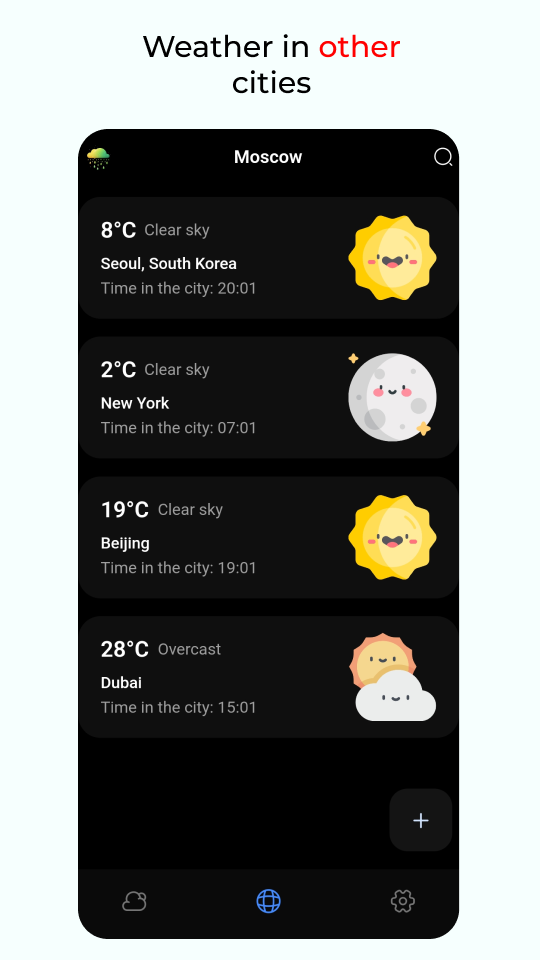 Weather in other
cities
Moscow
8°C Clear sky
Seoul, South Korea
Time in the city: 20:01
2°C Clear sky
New York
Time in the city: 07:01
19°C Clear sky
Beijing
Time in the city: 19:01
28°C Overcast
Dubai
Time in the city: 15:01